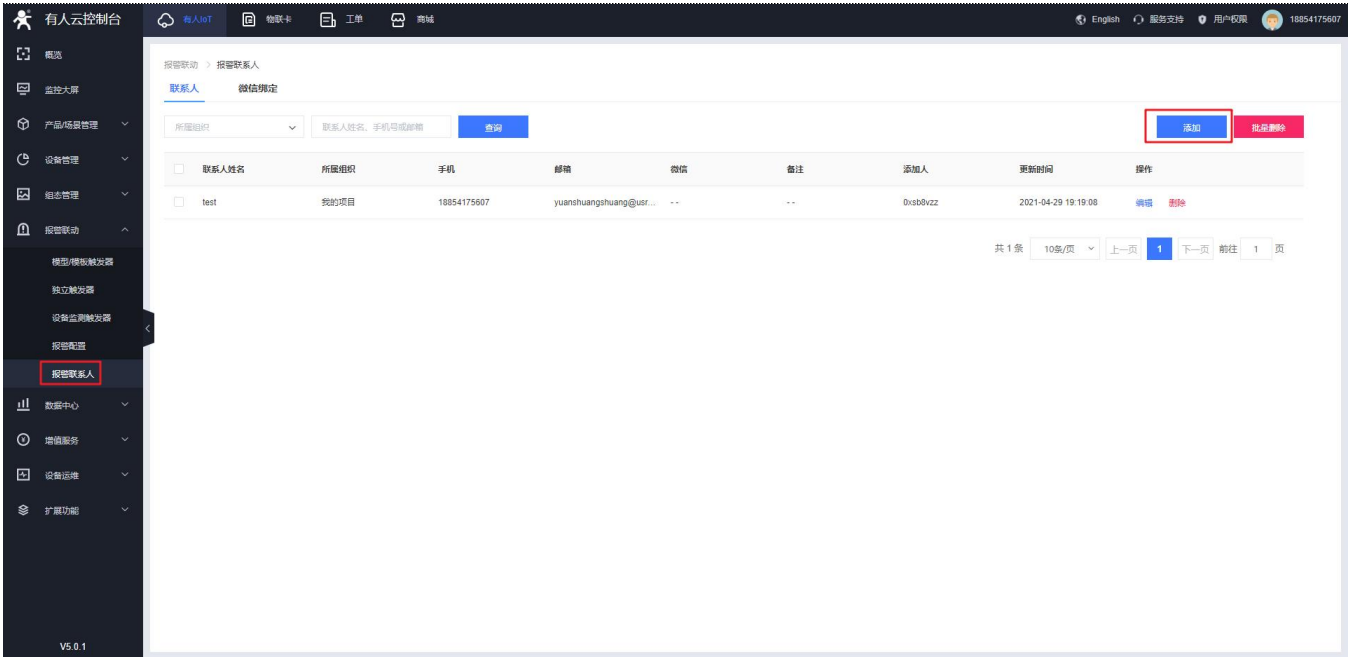 有人云控制台 有人IoT 物联卡 工单 商城 English 服务支持 用户权限 18854175607
概览
监控大屏
产品/场景管理
设备管理
组态管理
报警联动
模型/模板触发器
独立触发器
设备监测触发器
报警配置
报警联系人
数据中心
增值服务
设备运维
扩展功能
V5.0.1
报警联动 > 报警联系人
联系人 微信绑定
所属组织 联系人姓名、手机号或邮箱 查询 添加 批量删除
联系人姓名 所属组织 手机 邮箱 微信 备注 添加人 更新时间 操作
test 我的项目 18854175607 yuanshuangshuang@usr... -- -- 0xsb8vzz 2021-04-29 19:19:08 编辑 删除
共 1 条 10条/页 上一页 1 下一页 前往 1 页